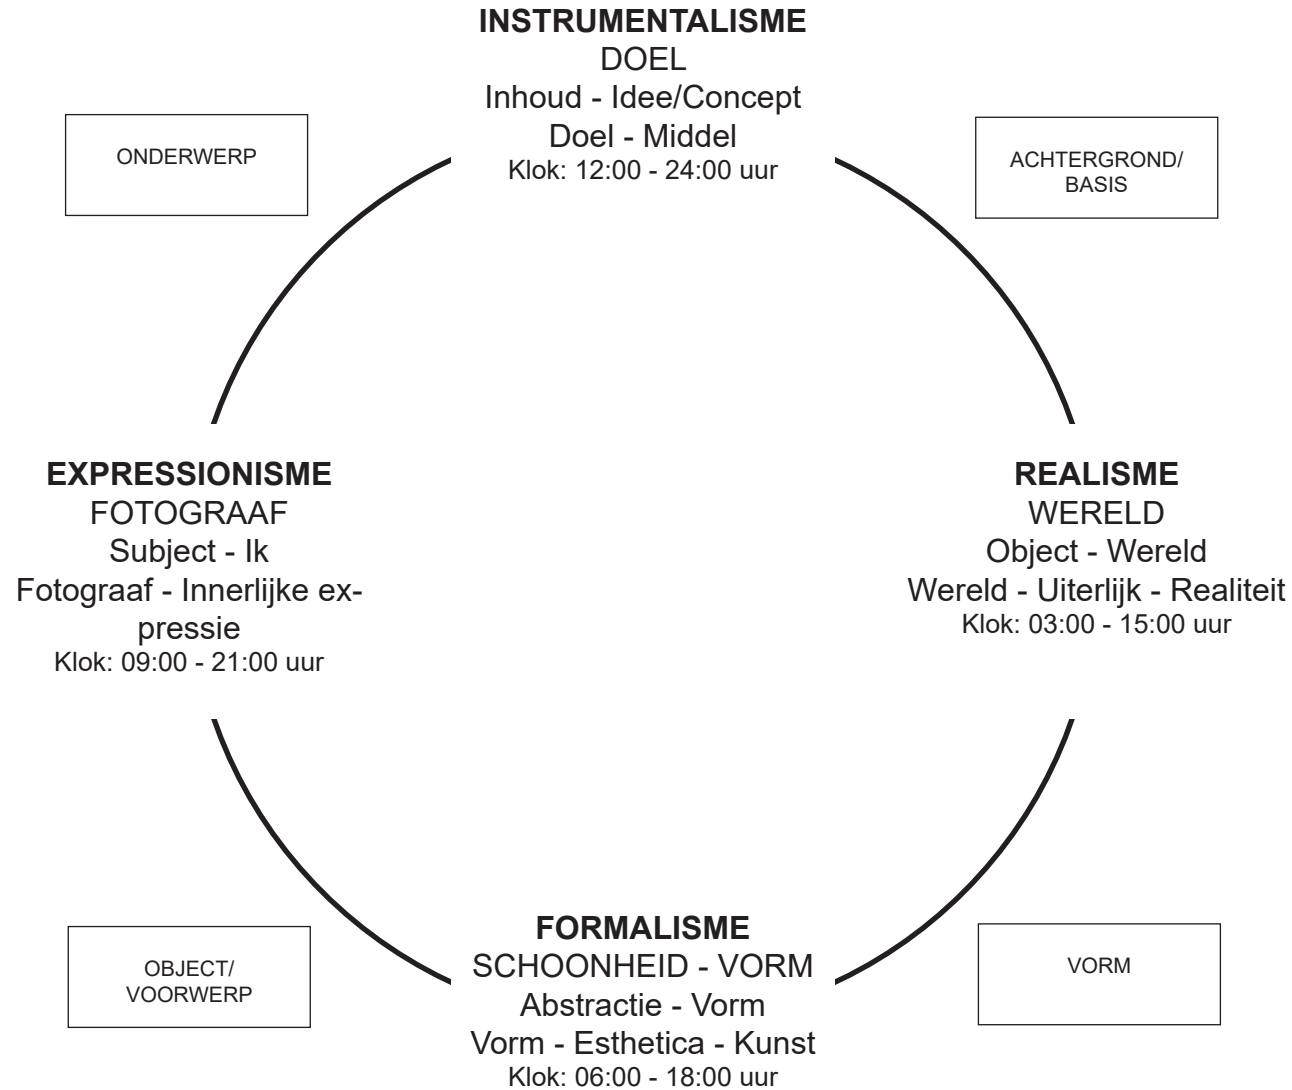 INSTRUMENTALISME
DOEL
Inhoud - Idee/Concept
Doel - Middel
Klok: 12:00 - 24:00 uur
ONDERWERP
ACHTERGROND/
BASIS
EXPRESSIONISME
FOTOGRAAF
Subject - Ik
Fotograaf - Innerlijke ex-
pressie
Klok: 09:00 - 21:00 uur
REALISME
WERELD
Object - Wereld
Wereld - Uiterlijk - Realiteit
Klok: 03:00 - 15:00 uur
OBJECT/
VOORWERP
FORMALISME
SCHOONHEID - VORM
Abstractie - Vorm
Vorm - Esthetica - Kunst
Klok: 06:00 - 18:00 uur
VORM